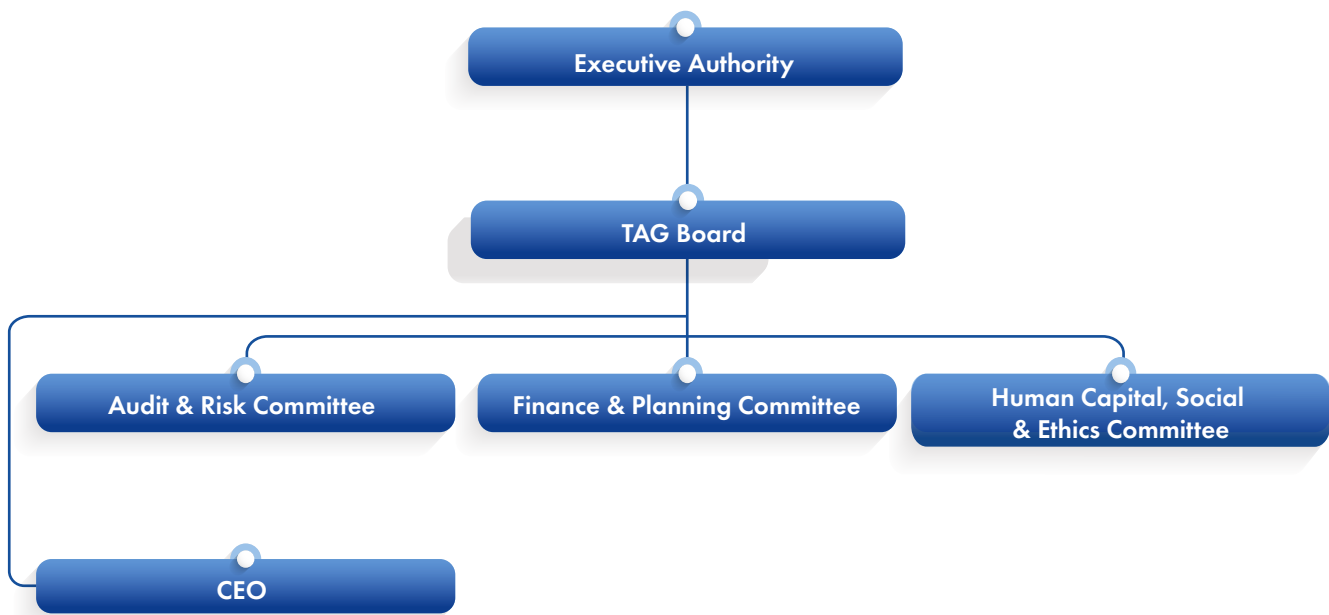 Executive Authority
TAG Board
Audit & Risk Committee
Finance & Planning Committee
Human Capital, Social
& Ethics Committee
CEO